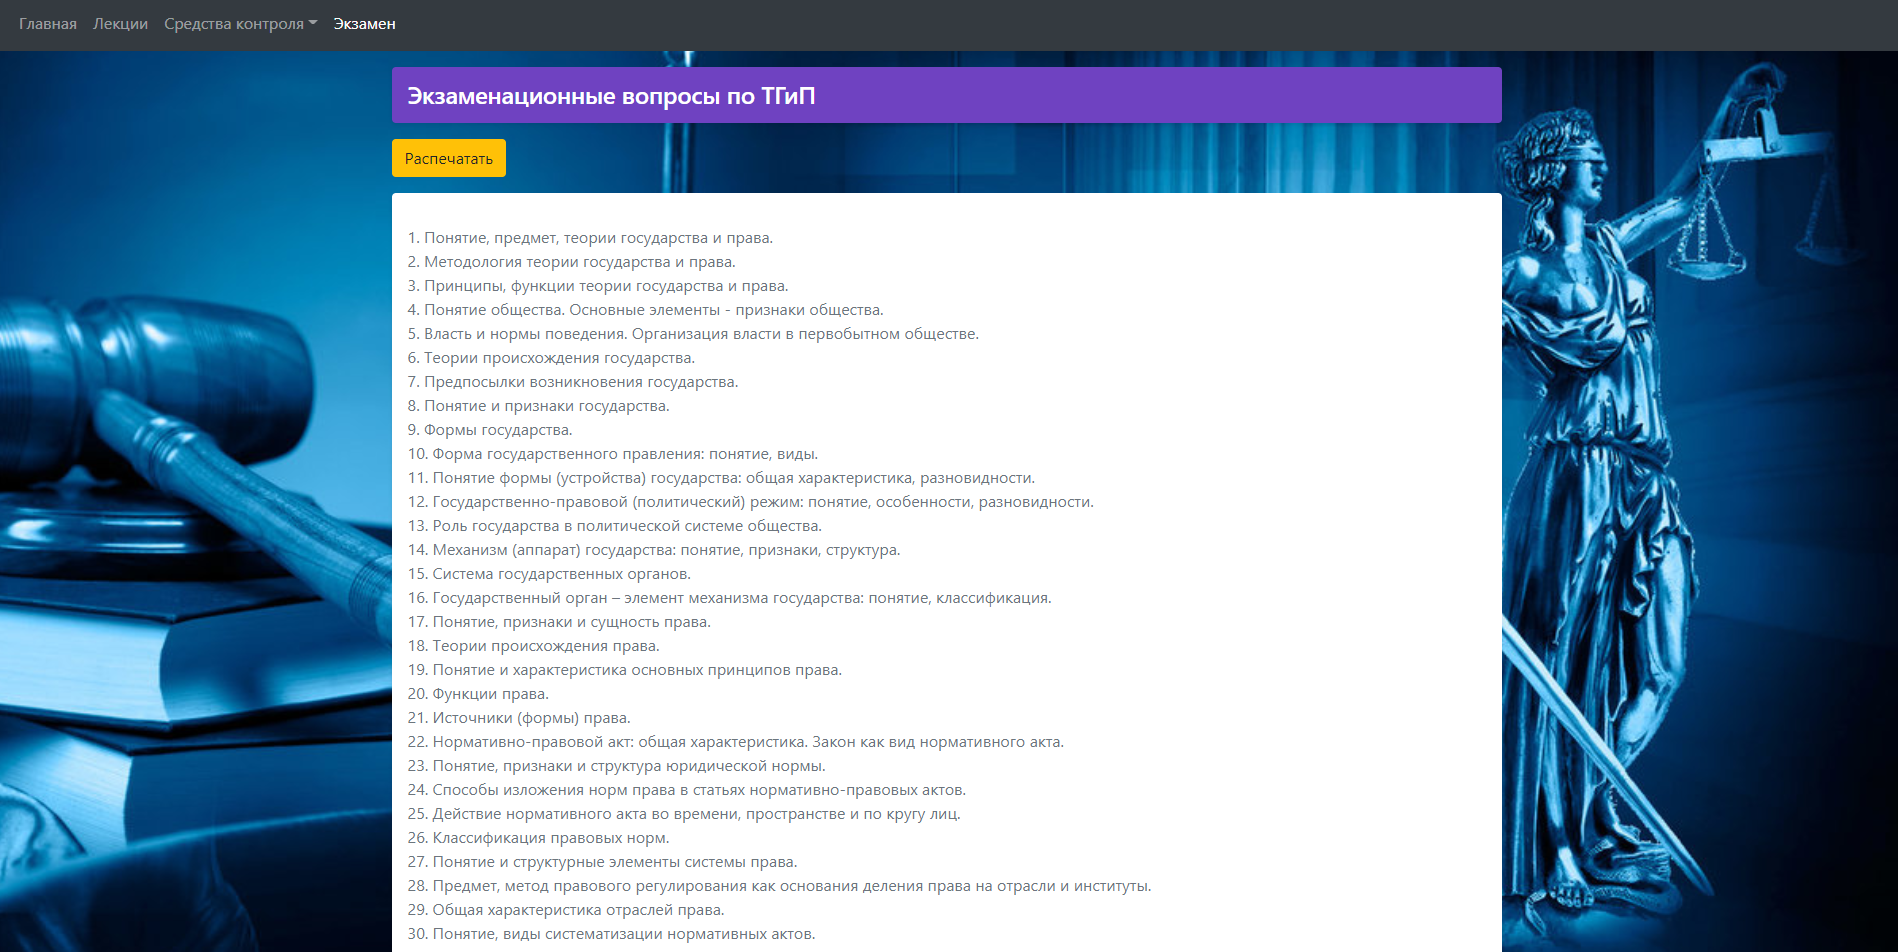 Главная Лекции Средства контроля Экзамен
Экзаменационные вопросы по ТГиП
Распечатать
1. Понятие, предмет, теории государства и права.
2. Методология теории государства и права.
3. Принципы, функции теории государства и права.
4. Понятие общества. Основные элементы - признаки общества.
5. Власть и нормы поведения. Организация власти в первобытном обществе.
6. Теории происхождения государства.
7. Предпосылки возникновения государства.
8. Понятие и признаки государства.
9. Формы государства.
10. Форма государственного правления: понятие, виды.
11. Понятие формы (устройства) государства: общая характеристика, разновидности.
12. Государственно-правовой (политический) режим: понятие, особенности, разновидности.
13. Роль государства в политической системе общества.
14. Механизм (аппарат) государства: понятие, признаки, структура.
15. Система государственных органов.
16. Государственный орган – элемент механизма государства: понятие, классификация.
17. Понятие, признаки и сущность права.
18. Теории происхождения права.
19. Понятие и характеристика основных принципов права.
20. Функции права.
21. Источники (формы) права.
22. Нормативно-правовой акт: общая характеристика. Закон как вид нормативного акта.
23. Понятие, признаки и структура юридической нормы.
24. Способы изложения норм права в статьях нормативно-правовых актов.
25. Действие нормативного акта во времени, пространстве и по кругу лиц.
26. Классификация правовых норм.
27. Понятие и структурные элементы системы права.
28. Предмет, метод правового регулирования как основания деления права на отрасли и институты.
29. Общая характеристика отраслей права.
30. Понятие, виды систематизации нормативных актов.